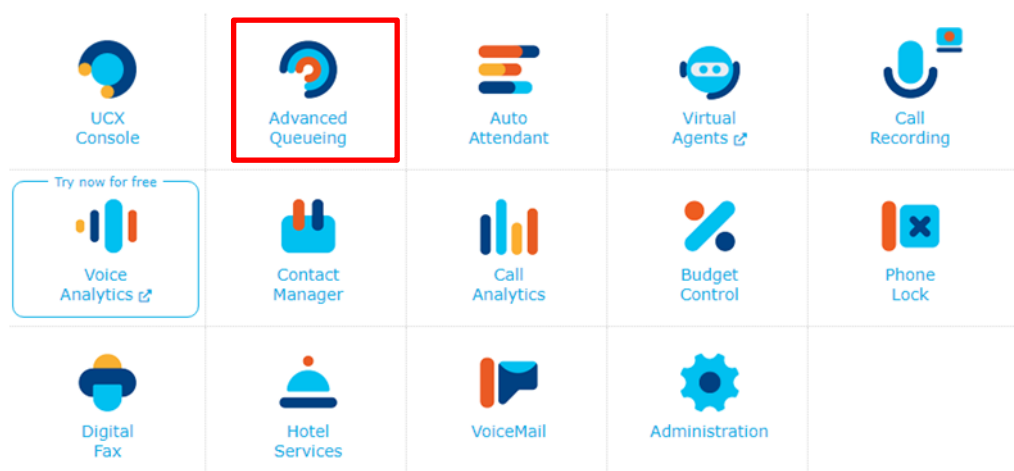 UCX
Console
Advanced
Queueing
Auto
Attendant
Virtual
Agents
Call
Recording
Try now for free
Voice
Analytics
Contact
Manager
Call
Analytics
Budget
Control
Phone
Lock
Digital
Fax
Hotel
Services
VoiceMail
Administration